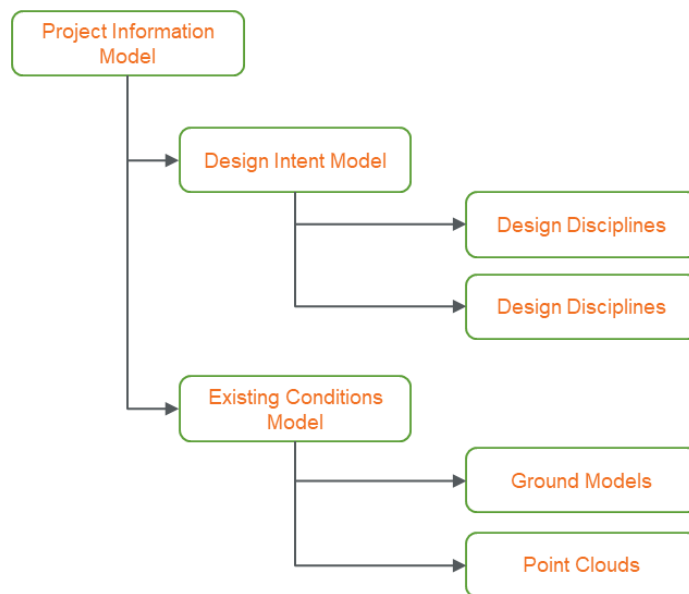 Project Information
Model
Design Intent Model
Design Disciplines
Design Disciplines
Existing Conditions
Model
Ground Models
Point Clouds